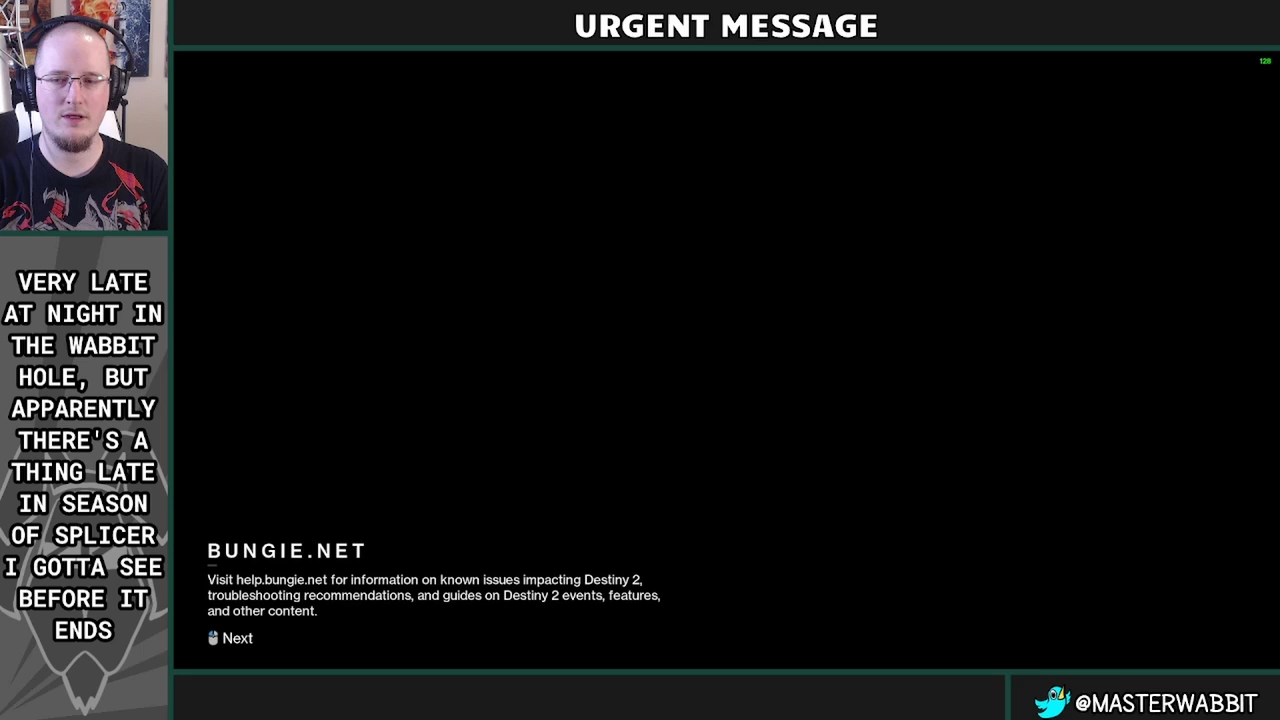 URGENT MESSAGE
128
VERY LATE
AT NIGHT IN
THE WABBIT
HOLE, BUT
APPARENTLY
THERE'S A
THING LATE
IN SEASON
OF SPLICER
I GOTTA SEE
BEFORE IT
ENDS
BUNGIE.NET
Visit help.bungie.net for information on known issues impacting Destiny 2,
troubleshooting recommendations, and guides on Destiny 2 events, features,
and other content.
Next
@MASTERWABBIT